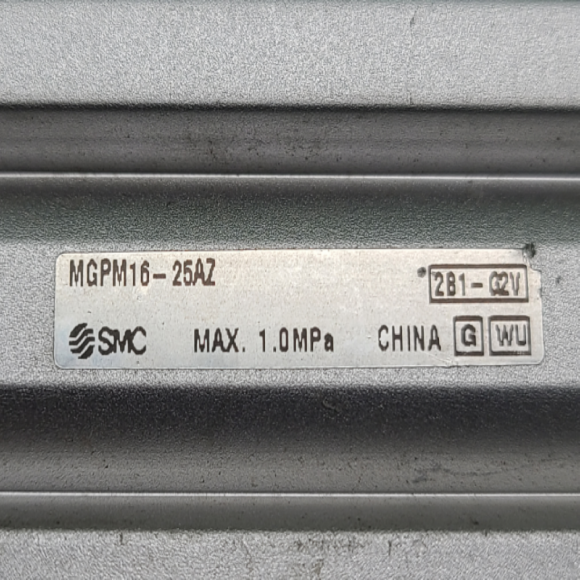 MGPM16-25AZ 2B1-G2V
SMC MAX. 1.0MPa CHINA G WU